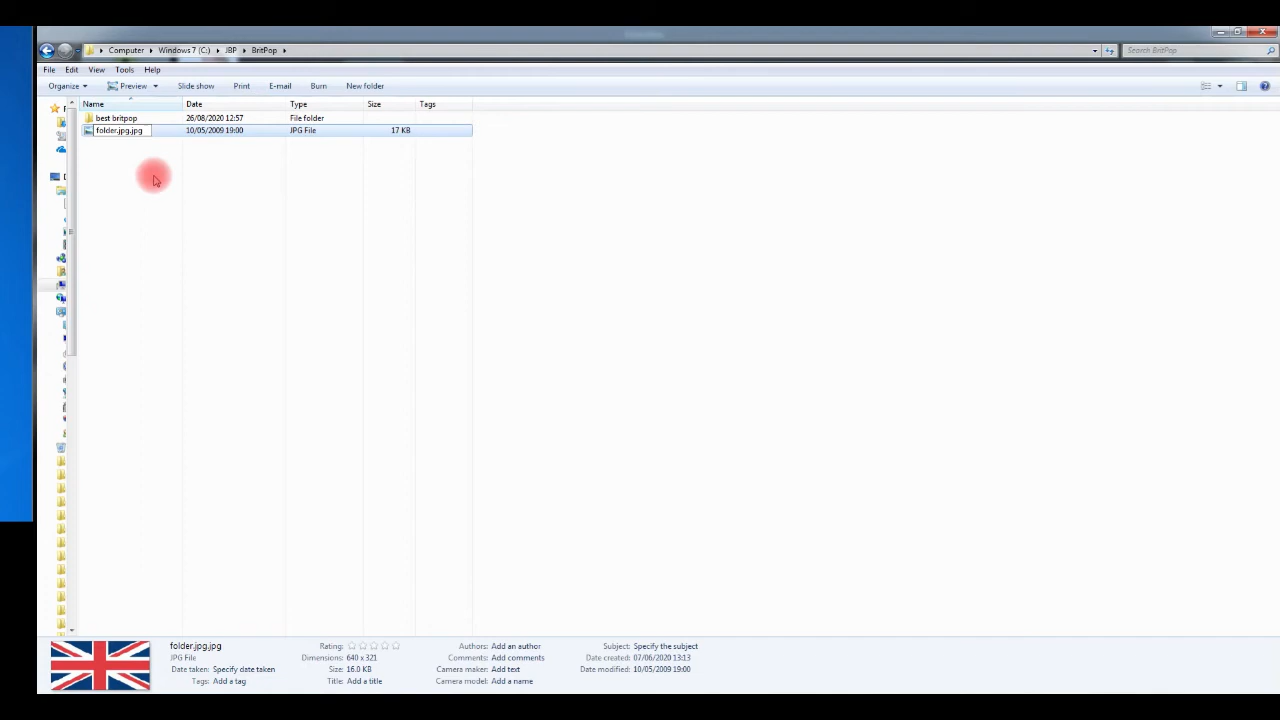 Computer Windows 7 (C:) JBP BritPop Search BritPop
File Edit View Tools Help
Organize Preview Slide show Print E-mail Burn New folder
Name Date Type Size Tags
best britpop 26/08/2020 12:57 File folder
folder.jpg.jpg 10/05/2009 19:00 JPG File 17 KB
folder.jpg.jpg Rating: Authors: Add an author Subject: Specify the subject
JPG File Dimensions: 640 x 321 Comments: Add comments Date created: 07/06/2020 13:13
Date taken: Specify date taken Size: 16.0 KB Camera maker: Add text Date modified: 10/05/2009 19:00
Tags: Add a tag Title: Add a title Camera model: Add a name